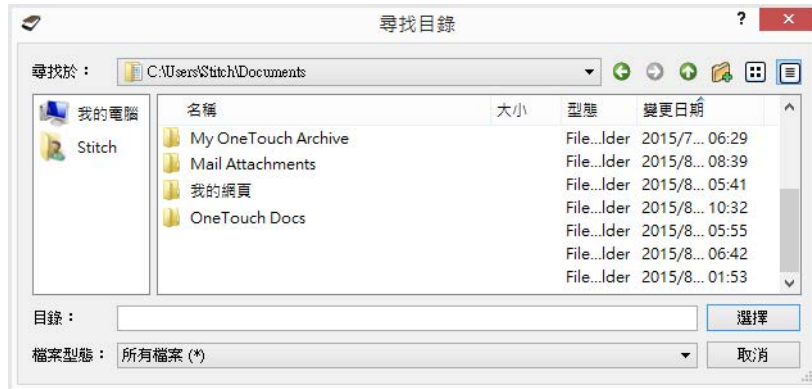 尋找目錄
? ×
尋找於： C:\Users\Stitch\Documents
我的電腦
Stitch
名稱 大小 型態 變更日期
My OneTouch Archive File...lder 2015/7... 06:29
Mail Attachments File...lder 2015/8... 08:39
我的網頁 File...lder 2015/8... 05:41
OneTouch Docs File...lder 2015/8... 10:32
File...lder 2015/8... 05:55
File...lder 2015/8... 06:42
File...lder 2015/8... 01:53
目錄： 選擇
檔案型態： 所有檔案 (*) 取消